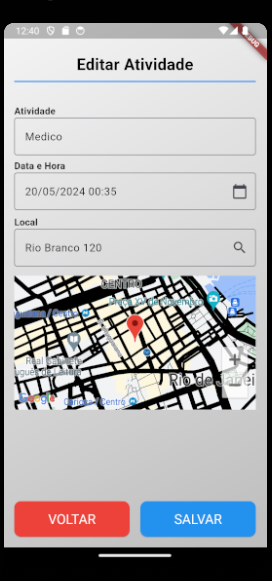 12:40
Editar Atividade
Atividade
Medico
Data e Hora
20/05/2024 00:35
Local
Rio Branco 120
CENTRO
Praça XV de Novembro
Real Gabinete
Português de Leitura
Rio de Janei
+
Google
Carioca / Centro
VOLTAR
SALVAR